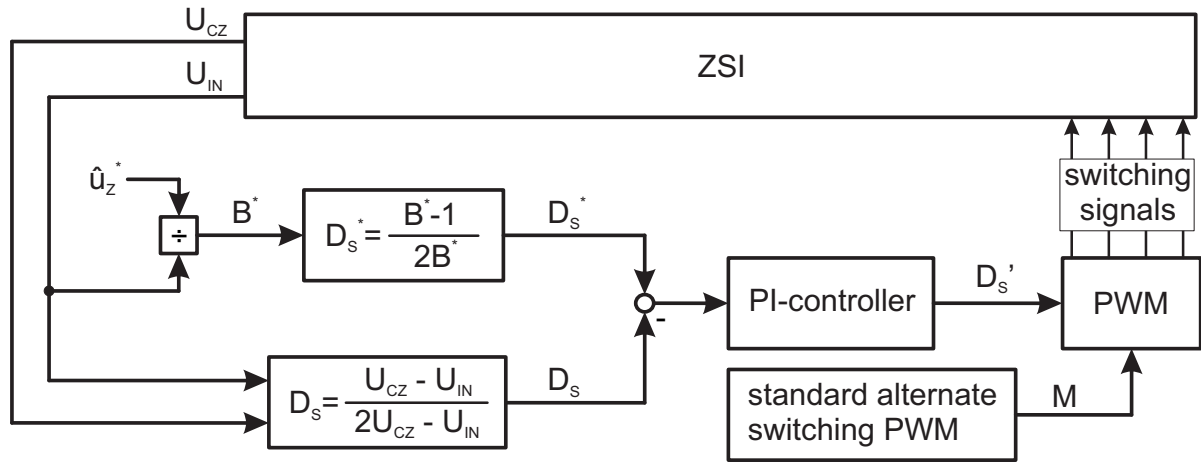 U_CZ
ZSI
U_IN
û_Z^*
÷
B^*
D_S^* = (B^*-1) / (2B^*)
D_S^*
switching
signals
-
PI-controller
D_S’
PWM
D_S = (U_CZ - U_IN) / (2U_CZ - U_IN)
D_S
standard alternate
switching PWM
M